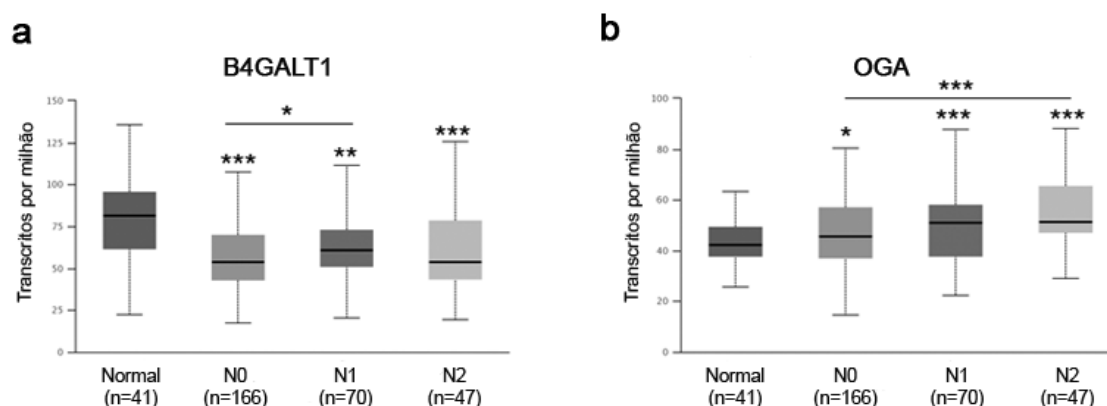 a
B4GALT1
Transcritos por milhão
150
125
100
75
50
25
0
*
***
**
***
Normal N0 N1 N2
(n=41) (n=166) (n=70) (n=47)
b
OGA
Transcritos por milhão
100
80
60
40
20
0
***
*
***
***
Normal N0 N1 N2
(n=41) (n=166) (n=70) (n=47)